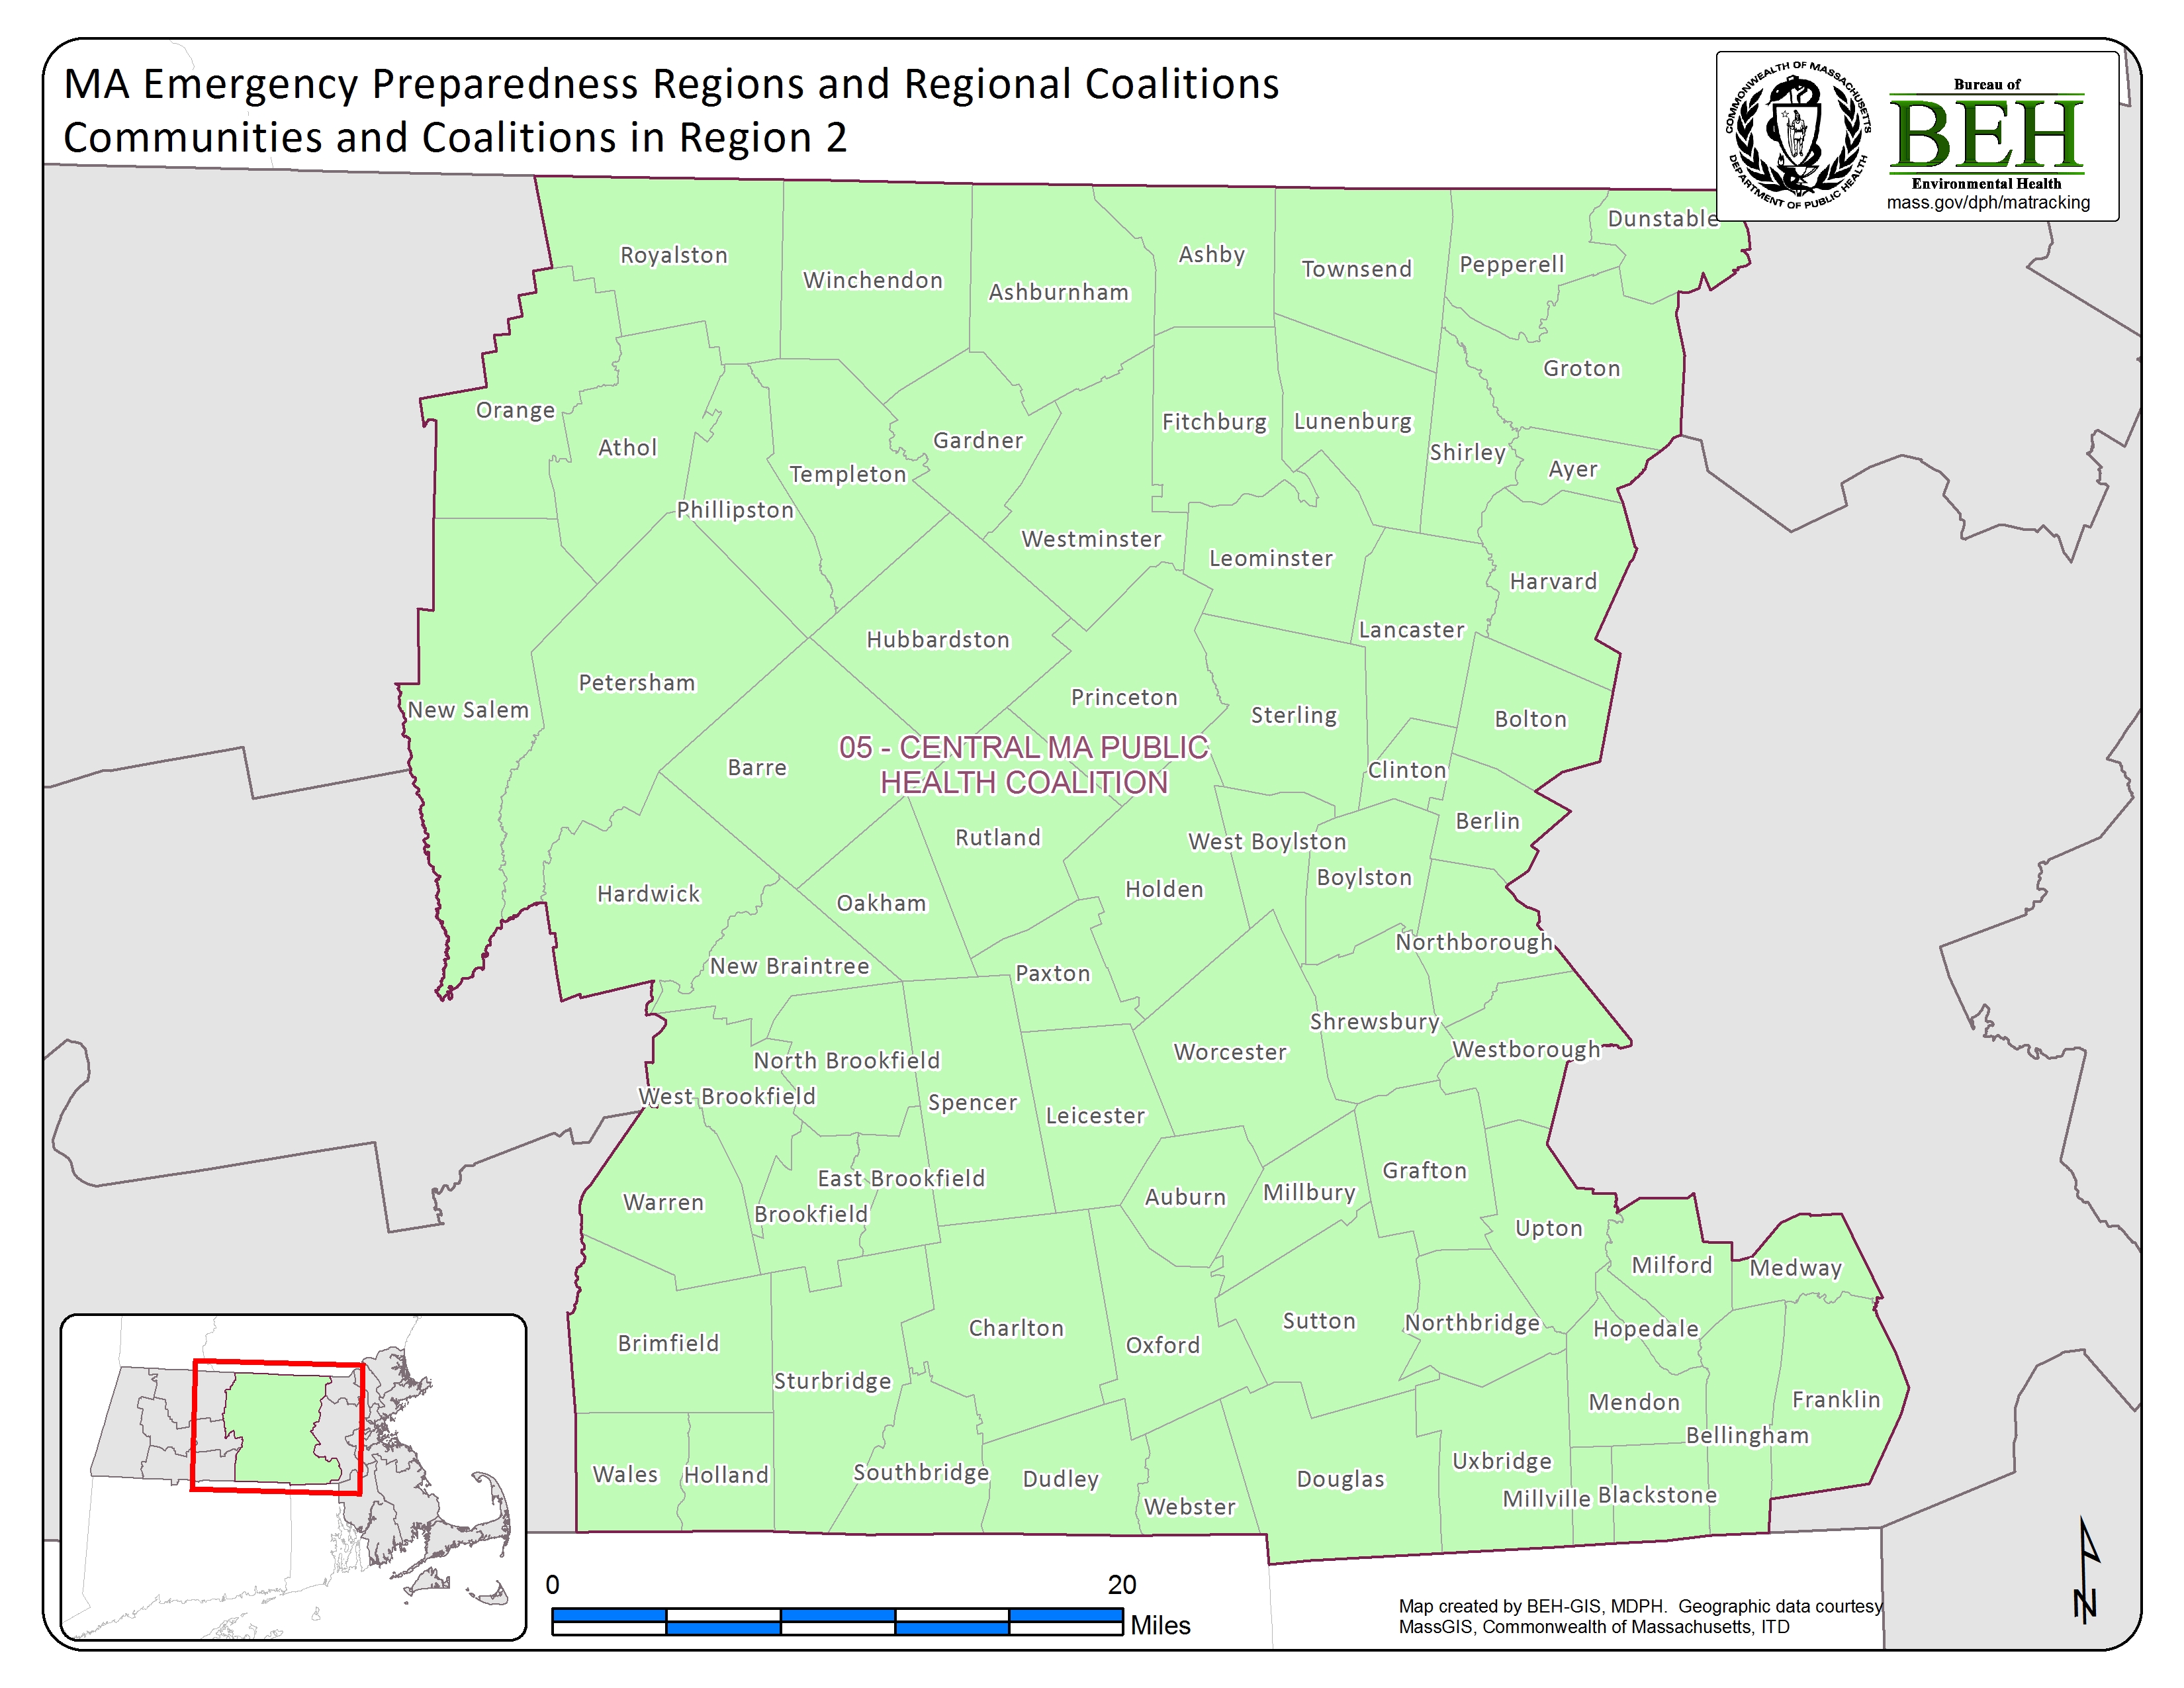 MA Emergency Preparedness Regions and Regional Coalitions
Communities and Coalitions in Region 2
COMMONWEALTH OF MASSACHUSETTS
DEPARTMENT OF PUBLIC HEALTH
Bureau of
BEH
Environmental Health
mass.gov/dph/matracking
Dunstable
Royalston
Ashby
Pepperell
Townsend
Winchendon
Ashburnham
Groton
Orange
Fitchburg
Lunenburg
Gardner
Athol
Shirley
Ayer
Templeton
Phillipston
Westminster
Leominster
Harvard
Lancaster
Hubbardston
Petersham
Princeton
New Salem
Sterling
Bolton
05 - CENTRAL MA PUBLIC
HEALTH COALITION
Barre
Clinton
Berlin
Rutland
West Boylston
Boylston
Holden
Hardwick
Oakham
Northborough
New Braintree
Paxton
Shrewsbury
Westborough
Worcester
North Brookfield
West Brookfield
Spencer
Leicester
Grafton
East Brookfield
Millbury
Auburn
Warren
Brookfield
Upton
Milford
Medway
Sutton
Northbridge
Charlton
Hopedale
Brimfield
Oxford
Sturbridge
Franklin
Mendon
Bellingham
Uxbridge
Southbridge
Wales
Holland
Dudley
Douglas
Blackstone
Millville
Webster
0
20
Miles
N
Map created by BEH-GIS, MDPH.  Geographic data courtesy
MassGIS, Commonwealth of Massachusetts, ITD